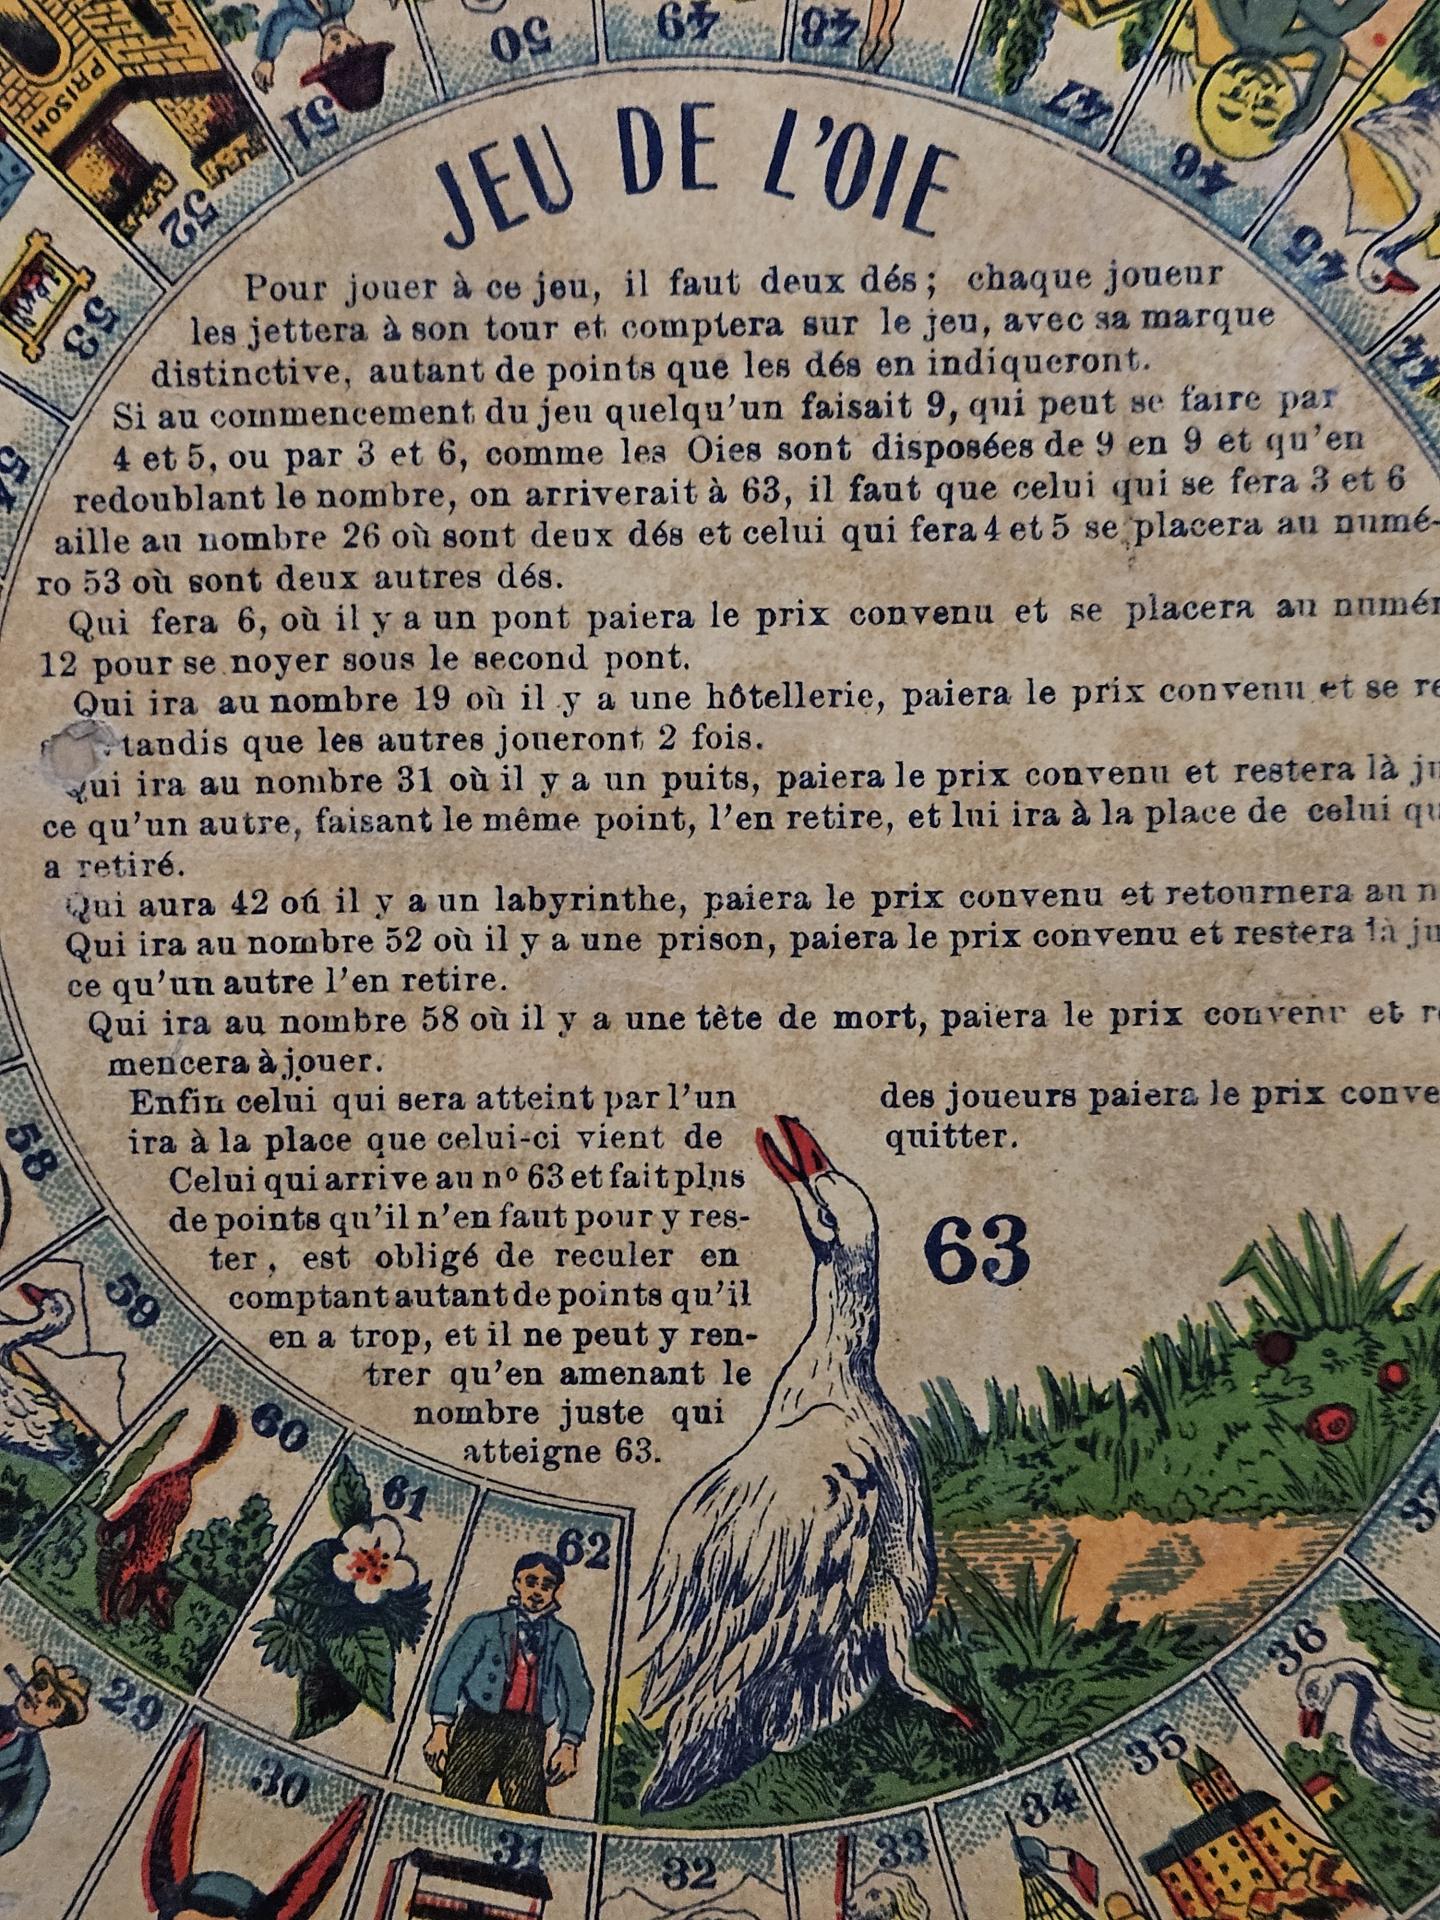 50
49
48
47
46
45
44
51
PRISON
52
53
54
JEU DE L'OIE
Pour jouer à ce jeu, il faut deux dés ; chaque joueur
les jettera à son tour et comptera sur le jeu, avec sa marque
distinctive, autant de points que les dés en indiqueront.
Si au commencement du jeu quelqu'un faisait 9, qui peut se faire par
4 et 5, ou par 3 et 6, comme les Oies sont disposées de 9 en 9 et qu'en
redoublant le nombre, on arriverait à 63, il faut que celui qui se fera 3 et 6
aille au nombre 26 où sont deux dés et celui qui fera 4 et 5 se placera au numé-
ro 53 où sont deux autres dés.
Qui fera 6, où il y a un pont paiera le prix convenu et se placera au numér
12 pour se noyer sous le second pont.
Qui ira au nombre 19 où il y a une hôtellerie, paiera le prix convenu et se re
tandis que les autres joueront 2 fois.
Qui ira au nombre 31 où il y a un puits, paiera le prix convenu et restera là ju
ce qu'un autre, faisant le même point, l'en retire, et lui ira à la place de celui qu
a retiré.
Qui aura 42 où il y a un labyrinthe, paiera le prix convenu et retournera au n
Qui ira au nombre 52 où il y a une prison, paiera le prix convenu et restera là ju
ce qu'un autre l'en retire.
Qui ira au nombre 58 où il y a une tête de mort, paiera le prix convenu et re
mencera à jouer.
Enfin celui qui sera atteint par l'un des joueurs paiera le prix conve
ira à la place que celui-ci vient de quitter.
Celui qui arrive au nº 63 et fait plus
de points qu'il n'en faut pour y res-
ter, est obligé de reculer en
comptant autant de points qu'il
en a trop, et il ne peut y ren-
trer qu'en amenant le
nombre juste qui
atteigne 63.
63
58
59
60
61
62
29
30
31
32
33
34
35
36
37